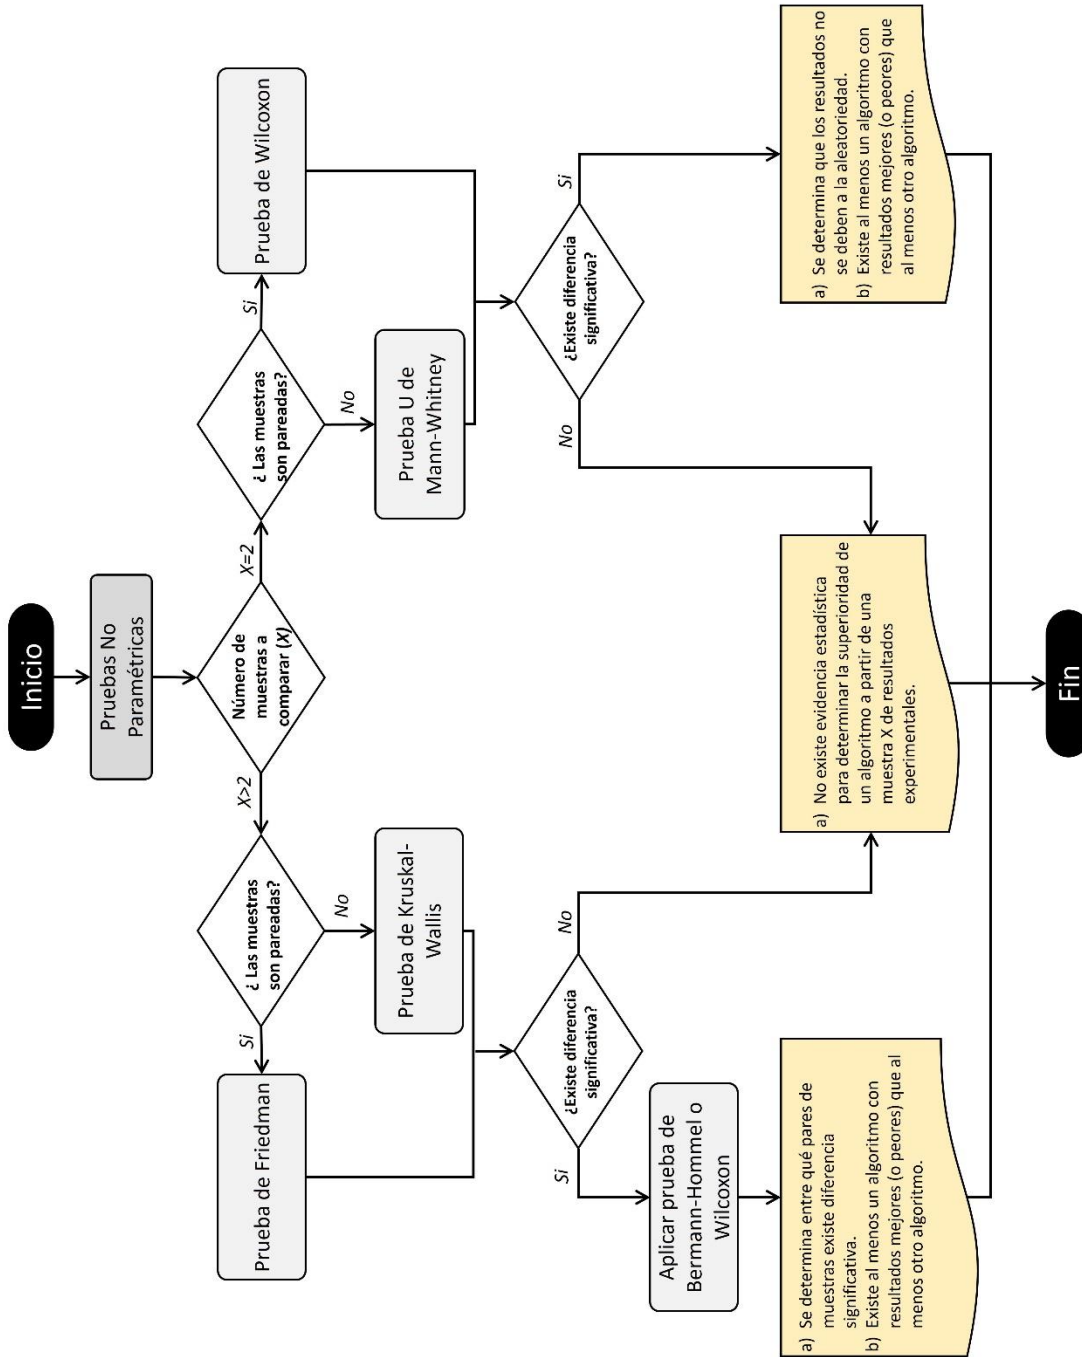 Inicio
Pruebas No
Paramétricas
Número de
muestras a
comparar (X)
X>2
X=2
¿ Las muestras
son pareadas?
Si
No
Prueba de Friedman
Prueba de Kruskal-
Wallis
¿ Las muestras
son pareadas?
Si
No
Prueba de Wilcoxon
Prueba U de
Mann-Whitney
¿Existe diferencia
significativa?
Si
No
Aplicar prueba de
Bermann-Hommel o
Wilcoxon
¿Existe diferencia
significativa?
No
Si
a) Se determina entre qué pares de
muestras existe diferencia
significativa.
b) Existe al menos un algoritmo con
resultados mejores (o peores) que al
menos otro algoritmo.
a) No existe evidencia estadística
para determinar la superioridad de
un algoritmo a partir de una
muestra X de resultados
experimentales.
a) Se determina que los resultados no
se deben a la aleatoriedad.
b) Existe al menos un algoritmo con
resultados mejores (o peores) que
al menos otro algoritmo.
Fin